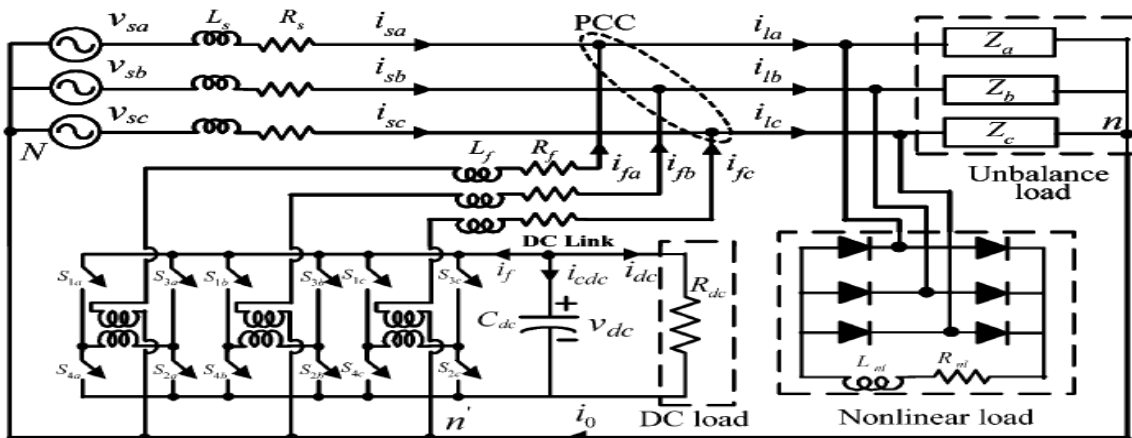 v_sa L_s R_s i_sa PCC i_la Z_a
v_sb i_sb i_lb Z_b
v_sc i_sc i_lc Z_c n
N L_f R_f i_fa i_fb i_fc
Unbalance
load
DC Link
i_f i_cdc i_dc
S_1a S_3a S_1b S_3b S_1c S_3c
R_dc
C_dc + v_dc
−
S_4a S_2a S_4b S_4c S_2c
L_nl R_nl
n' i_0 DC load Nonlinear load